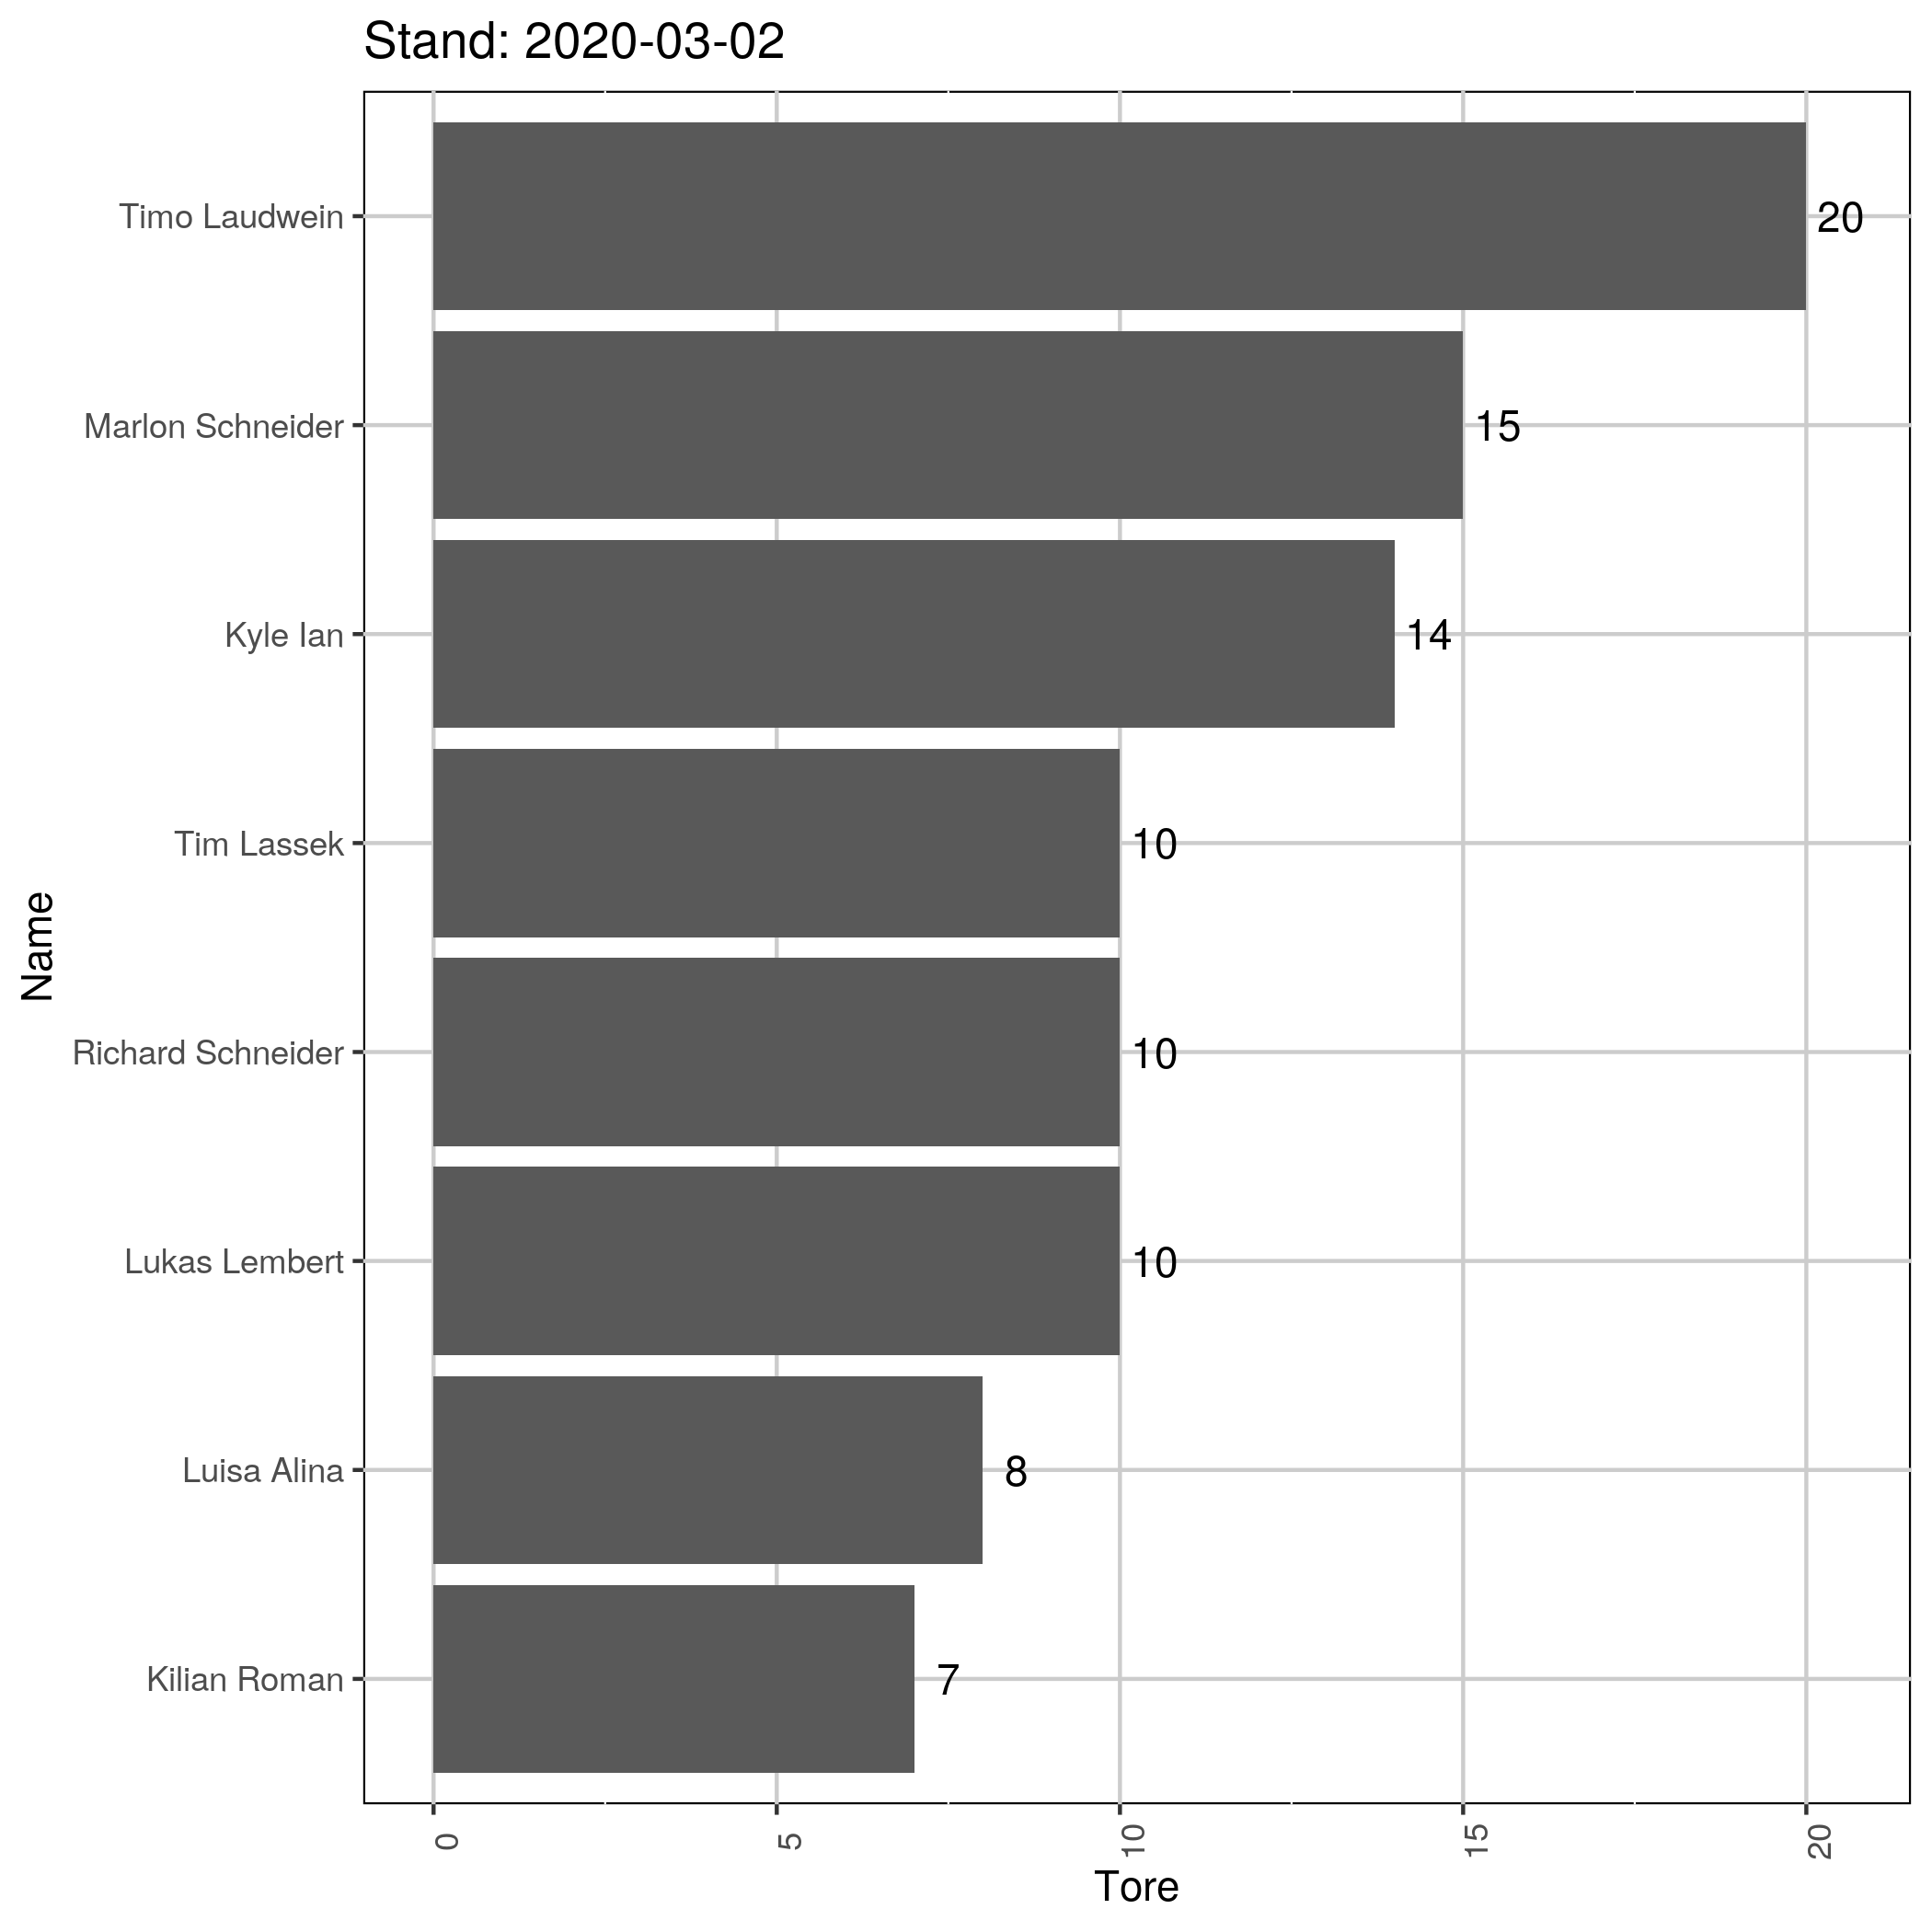 Stand: 2020-03-02
Name
Timo Laudwein 20
Marlon Schneider 15
Kyle Ian 14
Tim Lassek 10
Richard Schneider 10
Lukas Lembert 10
Luisa Alina 8
Kilian Roman 7
0 5 10 15 20
Tore